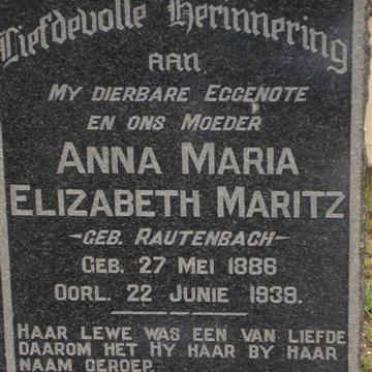 Liefdevolle Herinnering
AAN
MY DIERBARE EGGENOTE
EN ONS MOEDER
ANNA MARIA
ELIZABETH MARITZ
-GEB. RAUTENBACH-
GEB. 27 MEI 1886
OORL. 22 JUNIE 1939.
HAAR LEWE WAS EEN VAN LIEFDE
DAAROM HET HY HAAR BY HAAR
NAAM GEROEP